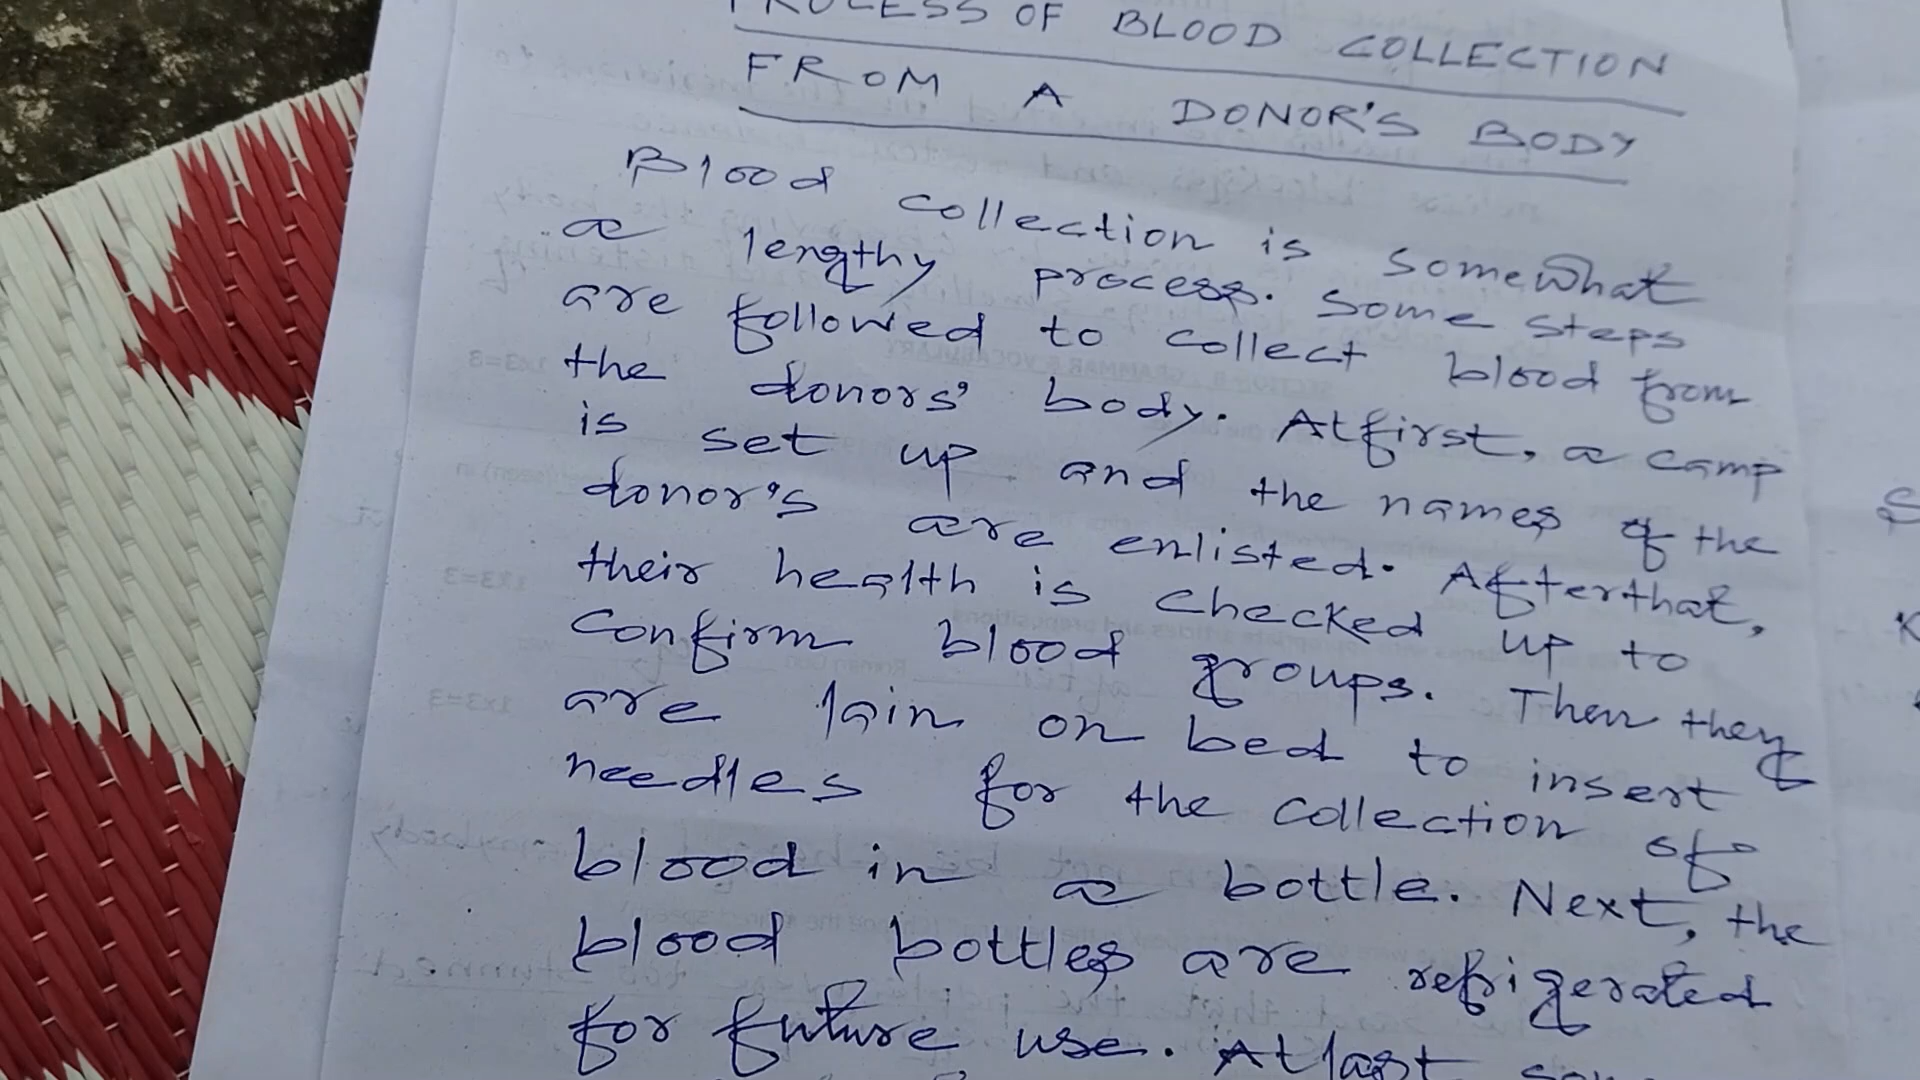 PROCESS OF BLOOD COLLECTION
FROM A DONOR'S BODY
Blood collection is somewhat
a lengthy process. Some steps
are followed to collect blood from
the donors' body. Atfirst, a camp
is set up and the names of the
donor's are enlisted. Afterthat,
their health is checked up to
confirm blood groups. Then they
are lain on bed to insert
needles for the collection of
blood in a bottle. Next, the
blood bottles are refrigerated
for future use. Atlast